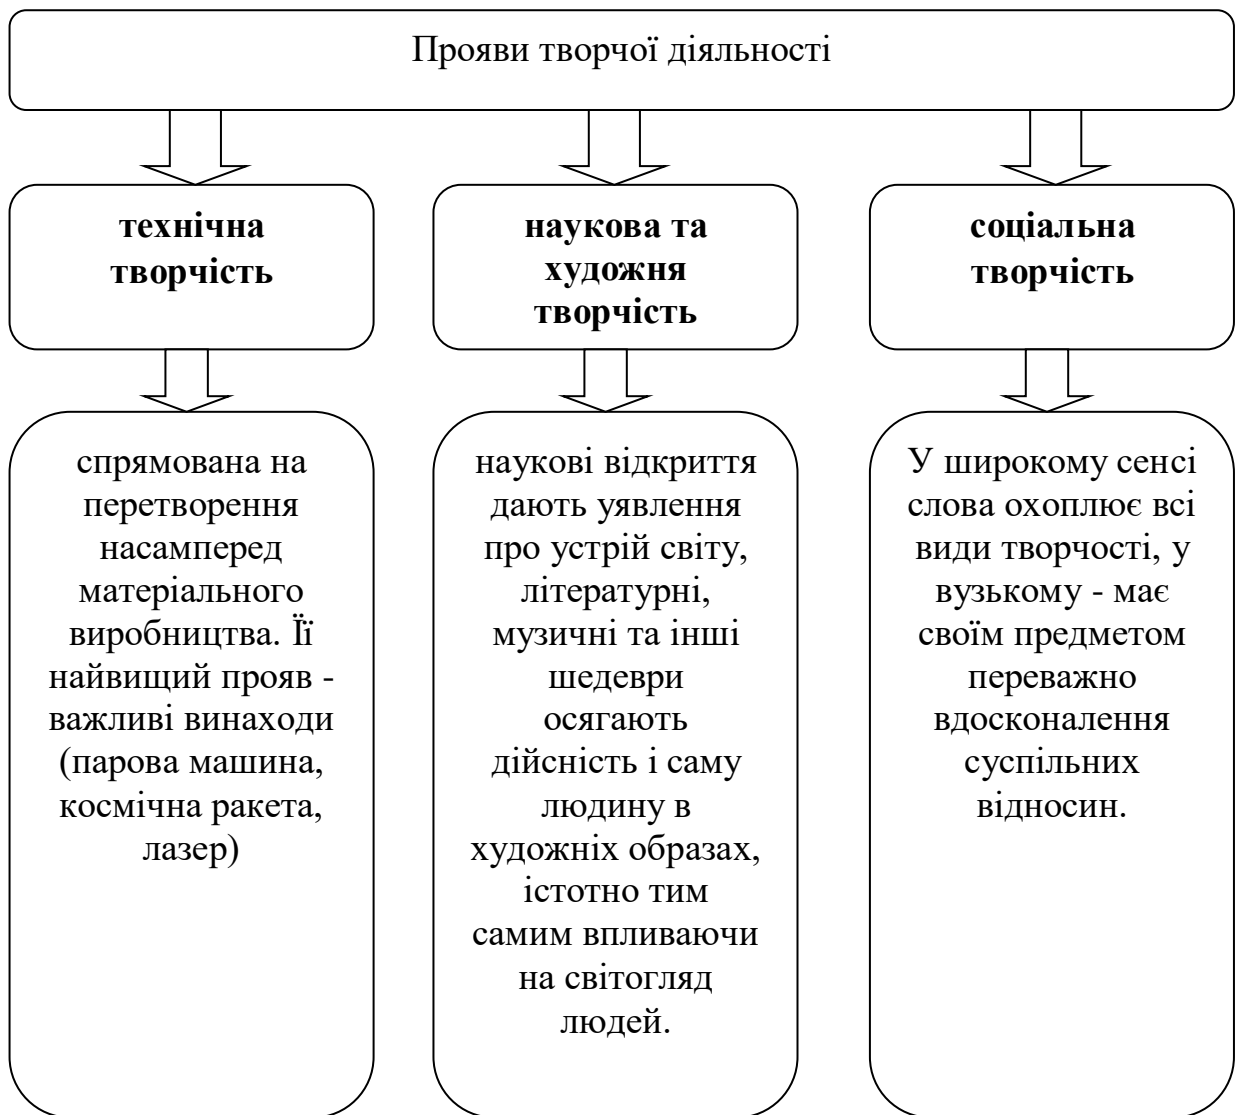 Прояви творчої діяльності
технічна
творчість
наукова та
художня
творчість
соціальна
творчість
спрямована на
перетворення
насамперед
матеріального
виробництва. Її
найвищий прояв -
важливі винаходи
(парова машина,
космічна ракета,
лазер)
наукові відкриття
дають уявлення
про устрій світу,
літературні,
музичні та інші
шедеври
осягають
дійсність і саму
людину в
художніх образах,
істотно тим
самим впливаючи
на світогляд
людей.
У широкому сенсі
слова охоплює всі
види творчості, у
вузькому - має
своїм предметом
переважно
вдосконалення
суспільних
відносин.